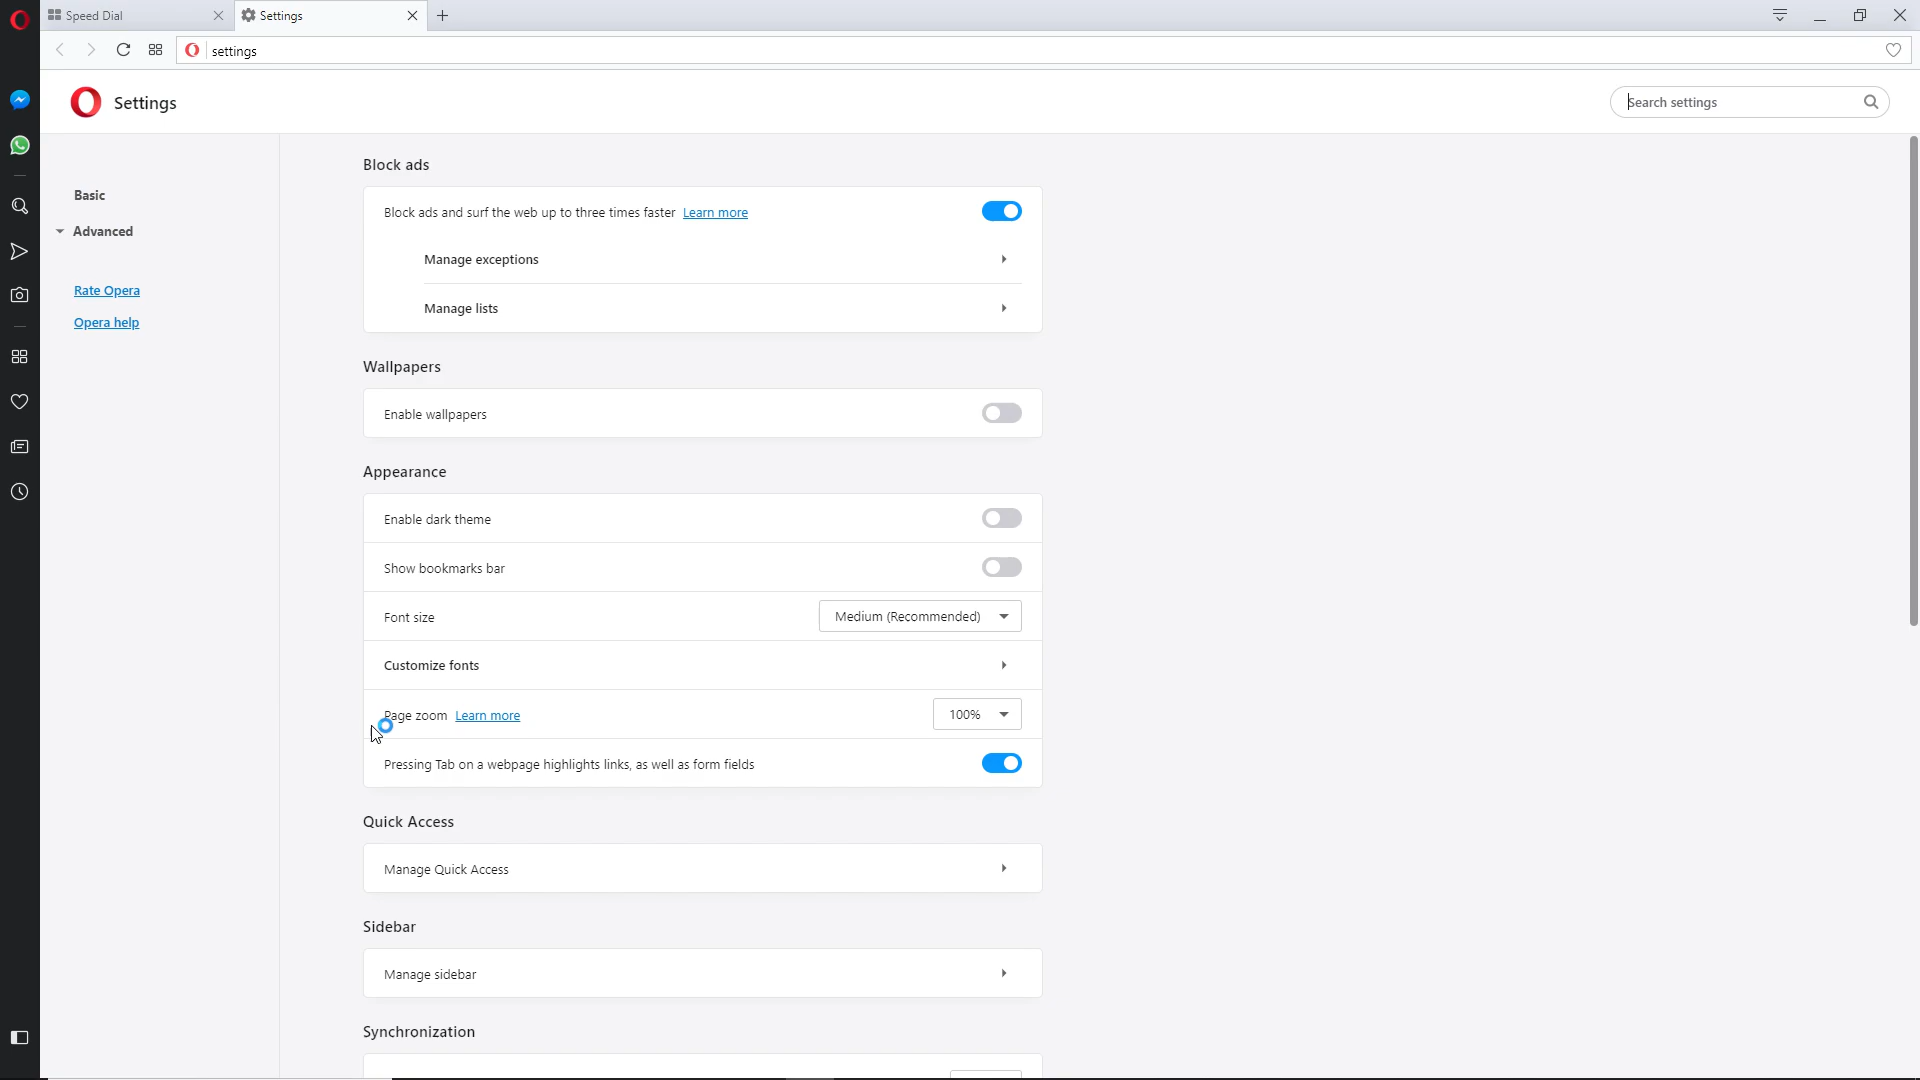 Speed Dial
Settings
settings
Settings
Search settings
Basic
Advanced
Rate Opera
Opera help
Block ads
Block ads and surf the web up to three times faster Learn more
Manage exceptions
Manage lists
Wallpapers
Enable wallpapers
Appearance
Enable dark theme
Show bookmarks bar
Font size Medium (Recommended)
Customize fonts
Page zoom Learn more 100%
Pressing Tab on a webpage highlights links, as well as form fields
Quick Access
Manage Quick Access
Sidebar
Manage sidebar
Synchronization